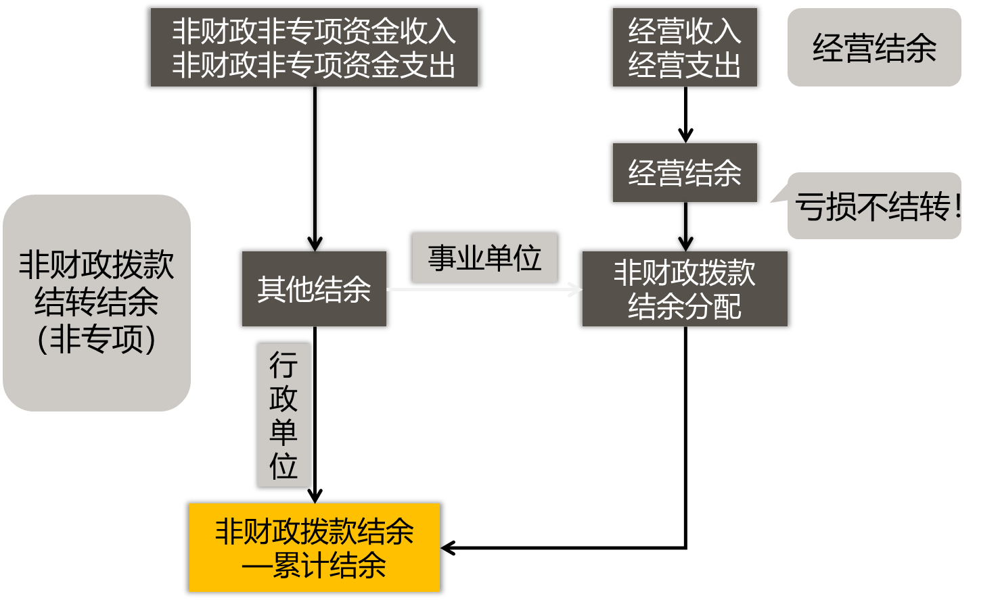 非财政非专项资金收入
非财政非专项资金支出
经营收入
经营支出
经营结余
经营结余
亏损不结转！
非财政拨款
结转结余
（非专项）
其他结余
事业单位
非财政拨款
结余分配
行
政
单
位
非财政拨款结余
—累计结余